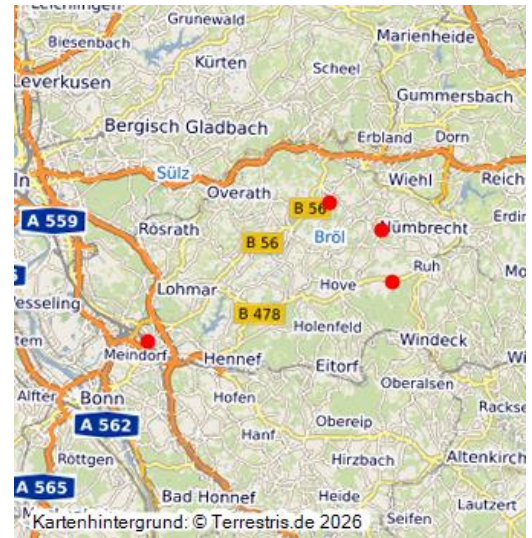 Grunewald
Marienheide
Biesenbach
Kürten
Scheel
Leverkusen
Gummersbach
Bergisch Gladbach
Erbland
Dorn
Sülz
Wiehl
Overath
B 56
A 559
Rösrath
Nümbrecht
Bröl
B 56
Ruh
Lohmar
Hove
B 478
Holenfeld
Windeck
Meindorf
Hennef
Eitorf
Oberalsen
Alfter
Bonn
Hofen
A 562
Obereip
Hanf
Altenkirch
Röttgen
Hirzbach
A 565
Bad Honnef
Heide
Lautzert
Seifen
Kartenhintergrund: © Terrestris.de 2026